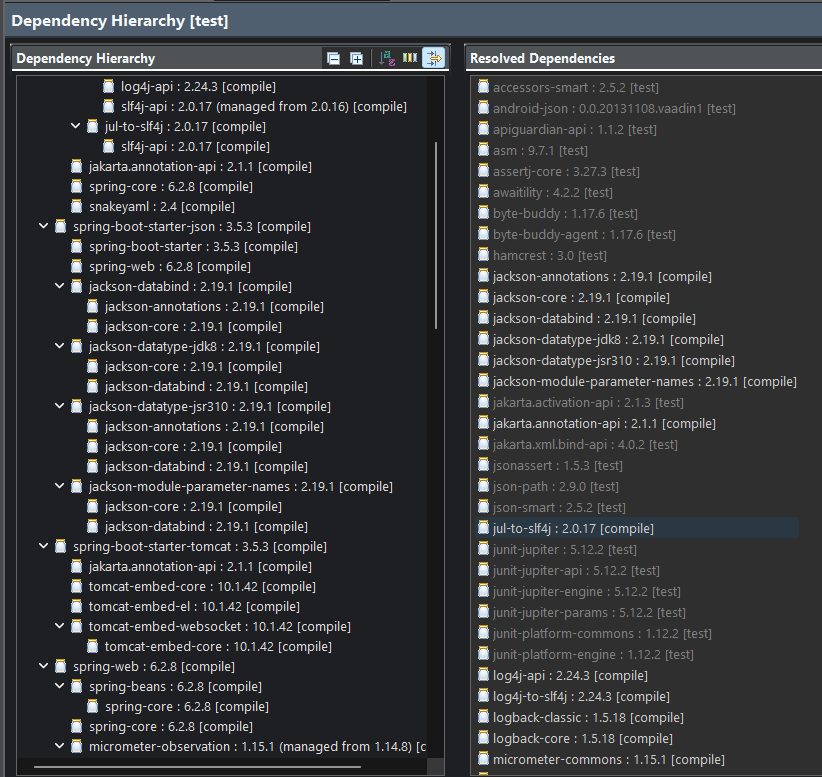 Dependency Hierarchy [test]
Dependency Hierarchy
log4j-api : 2.24.3 [compile]
slf4j-api : 2.0.17 (managed from 2.0.16) [compile]
jul-to-slf4j : 2.0.17 [compile]
slf4j-api : 2.0.17 [compile]
jakarta.annotation-api : 2.1.1 [compile]
spring-core : 6.2.8 [compile]
snakeyaml : 2.4 [compile]
spring-boot-starter-json : 3.5.3 [compile]
spring-boot-starter : 3.5.3 [compile]
spring-web : 6.2.8 [compile]
jackson-databind : 2.19.1 [compile]
jackson-annotations : 2.19.1 [compile]
jackson-core : 2.19.1 [compile]
jackson-datatype-jdk8 : 2.19.1 [compile]
jackson-core : 2.19.1 [compile]
jackson-databind : 2.19.1 [compile]
jackson-datatype-jsr310 : 2.19.1 [compile]
jackson-annotations : 2.19.1 [compile]
jackson-core : 2.19.1 [compile]
jackson-databind : 2.19.1 [compile]
jackson-module-parameter-names : 2.19.1 [compile]
jackson-core : 2.19.1 [compile]
jackson-databind : 2.19.1 [compile]
spring-boot-starter-tomcat : 3.5.3 [compile]
jakarta.annotation-api : 2.1.1 [compile]
tomcat-embed-core : 10.1.42 [compile]
tomcat-embed-el : 10.1.42 [compile]
tomcat-embed-websocket : 10.1.42 [compile]
tomcat-embed-core : 10.1.42 [compile]
spring-web : 6.2.8 [compile]
spring-beans : 6.2.8 [compile]
spring-core : 6.2.8 [compile]
spring-core : 6.2.8 [compile]
micrometer-observation : 1.15.1 (managed from 1.14.8) [c
Resolved Dependencies
accessors-smart : 2.5.2 [test]
android-json : 0.0.20131108.vaadin1 [test]
apiguardian-api : 1.1.2 [test]
asm : 9.7.1 [test]
assertj-core : 3.27.3 [test]
awaitility : 4.2.2 [test]
byte-buddy : 1.17.6 [test]
byte-buddy-agent : 1.17.6 [test]
hamcrest : 3.0 [test]
jackson-annotations : 2.19.1 [compile]
jackson-core : 2.19.1 [compile]
jackson-databind : 2.19.1 [compile]
jackson-datatype-jdk8 : 2.19.1 [compile]
jackson-datatype-jsr310 : 2.19.1 [compile]
jackson-module-parameter-names : 2.19.1 [compile]
jakarta.activation-api : 2.1.3 [test]
jakarta.annotation-api : 2.1.1 [compile]
jakarta.xml.bind-api : 4.0.2 [test]
jsonassert : 1.5.3 [test]
json-path : 2.9.0 [test]
json-smart : 2.5.2 [test]
jul-to-slf4j : 2.0.17 [compile]
junit-jupiter : 5.12.2 [test]
junit-jupiter-api : 5.12.2 [test]
junit-jupiter-engine : 5.12.2 [test]
junit-jupiter-params : 5.12.2 [test]
junit-platform-commons : 1.12.2 [test]
junit-platform-engine : 1.12.2 [test]
log4j-api : 2.24.3 [compile]
log4j-to-slf4j : 2.24.3 [compile]
logback-classic : 1.5.18 [compile]
logback-core : 1.5.18 [compile]
micrometer-commons : 1.15.1 [compile]